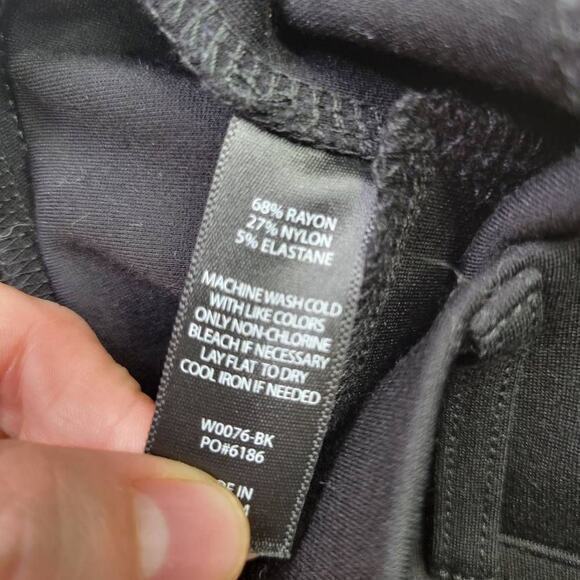 68% RAYON
27% NYLON
5% ELASTANE
MACHINE WASH COLD
WITH LIKE COLORS
ONLY NON-CHLORINE
BLEACH IF NECESSARY
LAY FLAT TO DRY
COOL IRON IF NEEDED
W0076-BK
PO#6186
IN